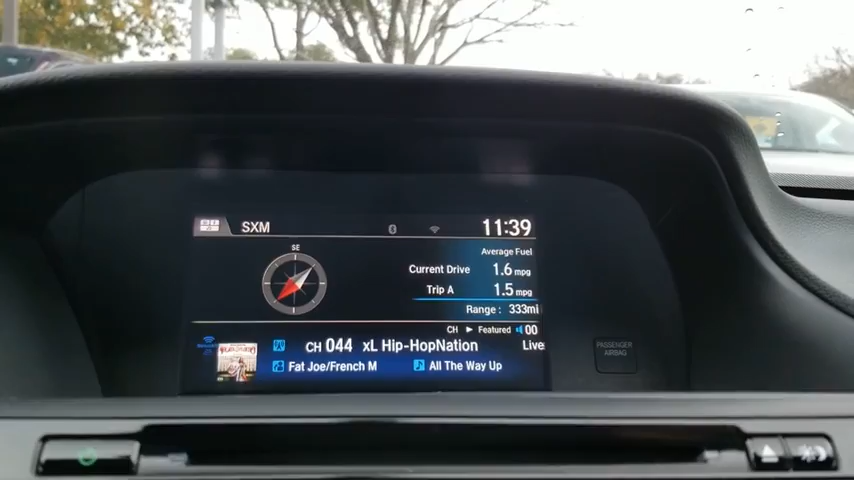 SXM
11:39
SE
Average Fuel
Current Drive 1.6 mpg
Trip A 1.5 mpg
Range : 333mi
CH ▶ Featured 00
CH 044 xL Hip-HopNation Live
Fat Joe/French M All The Way Up
PASSENGER
AIRBAG